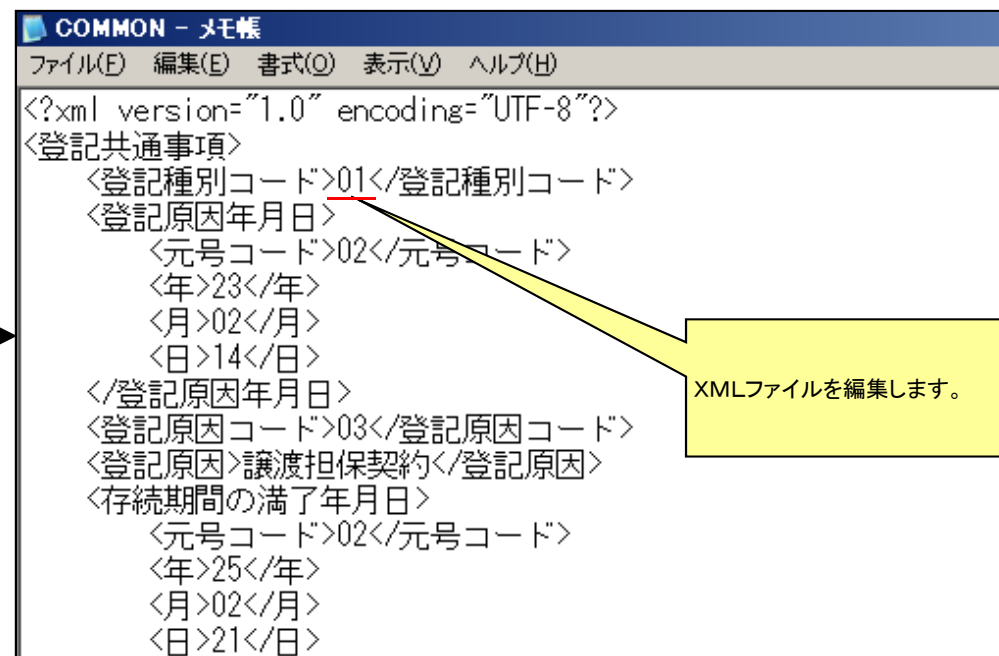 COMMON - メモ帳
ファイル(F) 編集(E) 書式(O) 表示(V) ヘルプ(H)
<?xml version="1.0" encoding="UTF-8"?>
<登記共通事項>
<登記種別コード>01</登記種別コード>
<登記原因年月日>
<元号コード>02</元号コード>
<年>23</年>
<月>02</月>
<日>14</日>
</登記原因年月日>
<登記原因コード>03</登記原因コード>
<登記原因>譲渡担保契約</登記原因>
<存続期間の満了年月日>
<元号コード>02</元号コード>
<年>25</年>
<月>02</月>
<日>21</日>
XMLファイルを編集します。